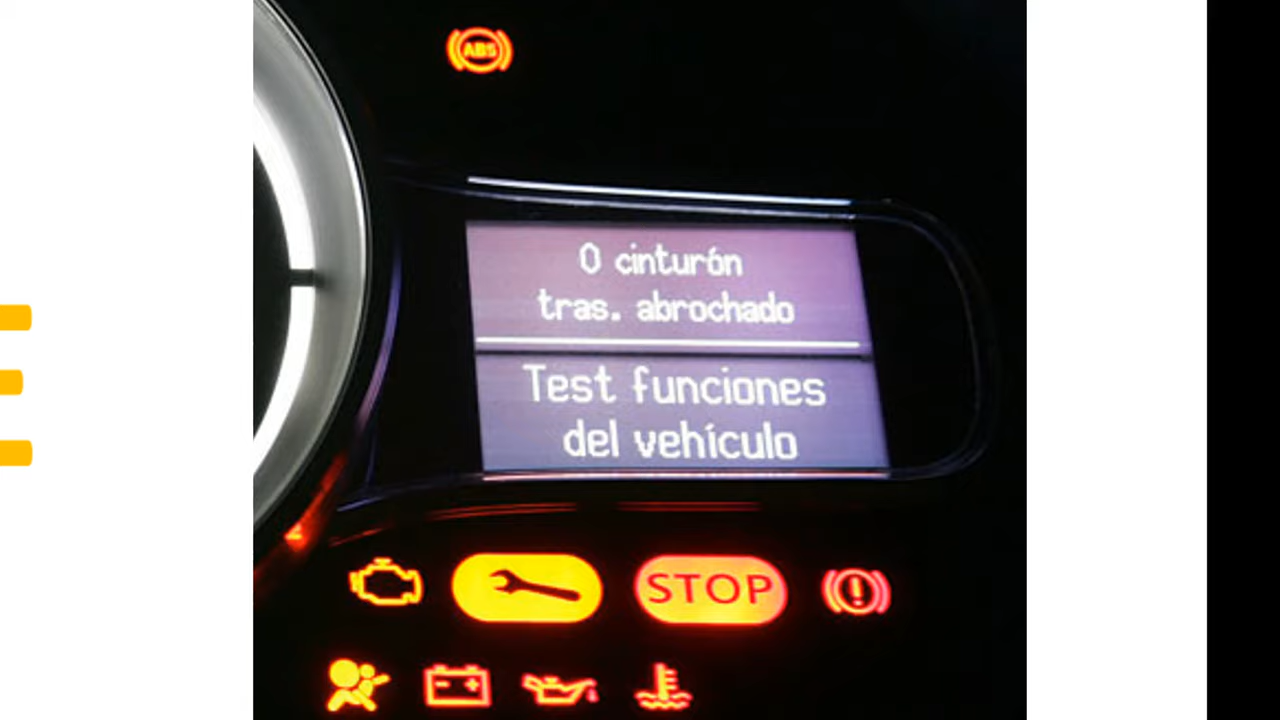 ABS
0 cinturón
tras. abrochado
Test funciones
del vehículo
STOP